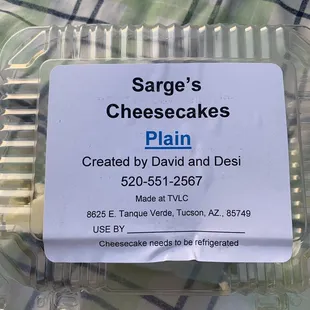 Sarge's
Cheesecakes
Plain
Created by David and Desi
520-551-2567
Made at TVLC
8625 E. Tanque Verde, Tucson, AZ., 85749
USE BY
Cheesecake needs to be refrigerated